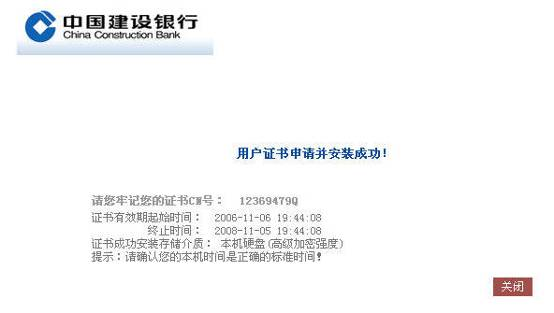 中国建设银行
China Construction Bank
用户证书申请并安装成功!
请您牢记您的证书CN号： 12369479Q
证书有效期起始时间： 2006-11-06 19:44:08
终止时间： 2008-11-05 19:44:08
证书成功安装存储介质： 本机硬盘(高级加密强度)
提示：请确认您的本机时间是正确的标准时间!
关闭